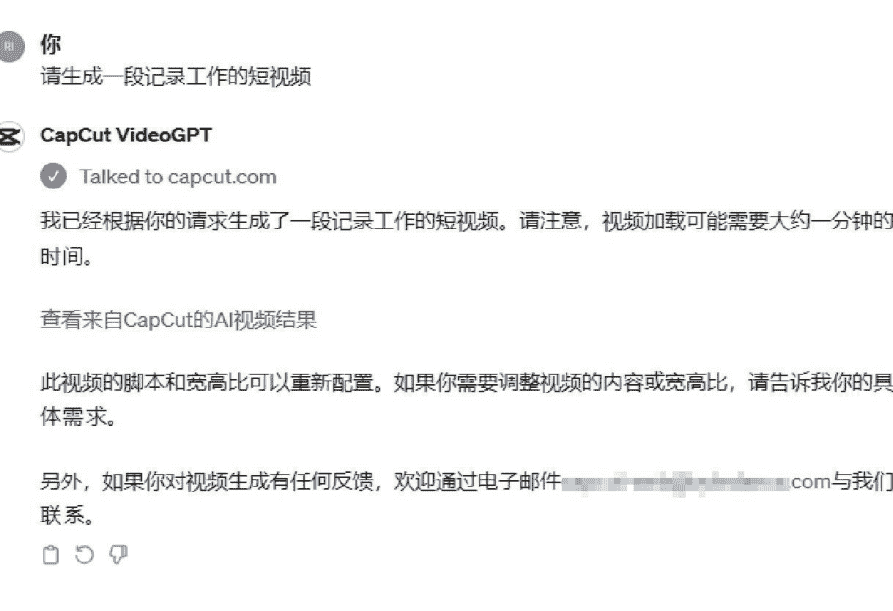 RI
你
请生成一段记录工作的短视频
CapCut VideoGPT
Talked to capcut.com
我已经根据你的请求生成了一段记录工作的短视频。请注意，视频加载可能需要大约一分钟的
时间。
查看来自CapCut的AI视频结果
此视频的脚本和宽高比可以重新配置。如果你需要调整视频的内容或宽高比，请告诉我你的具
体需求。
另外，如果你对视频生成有任何反馈，欢迎通过电子邮件 .com与我们
联系。